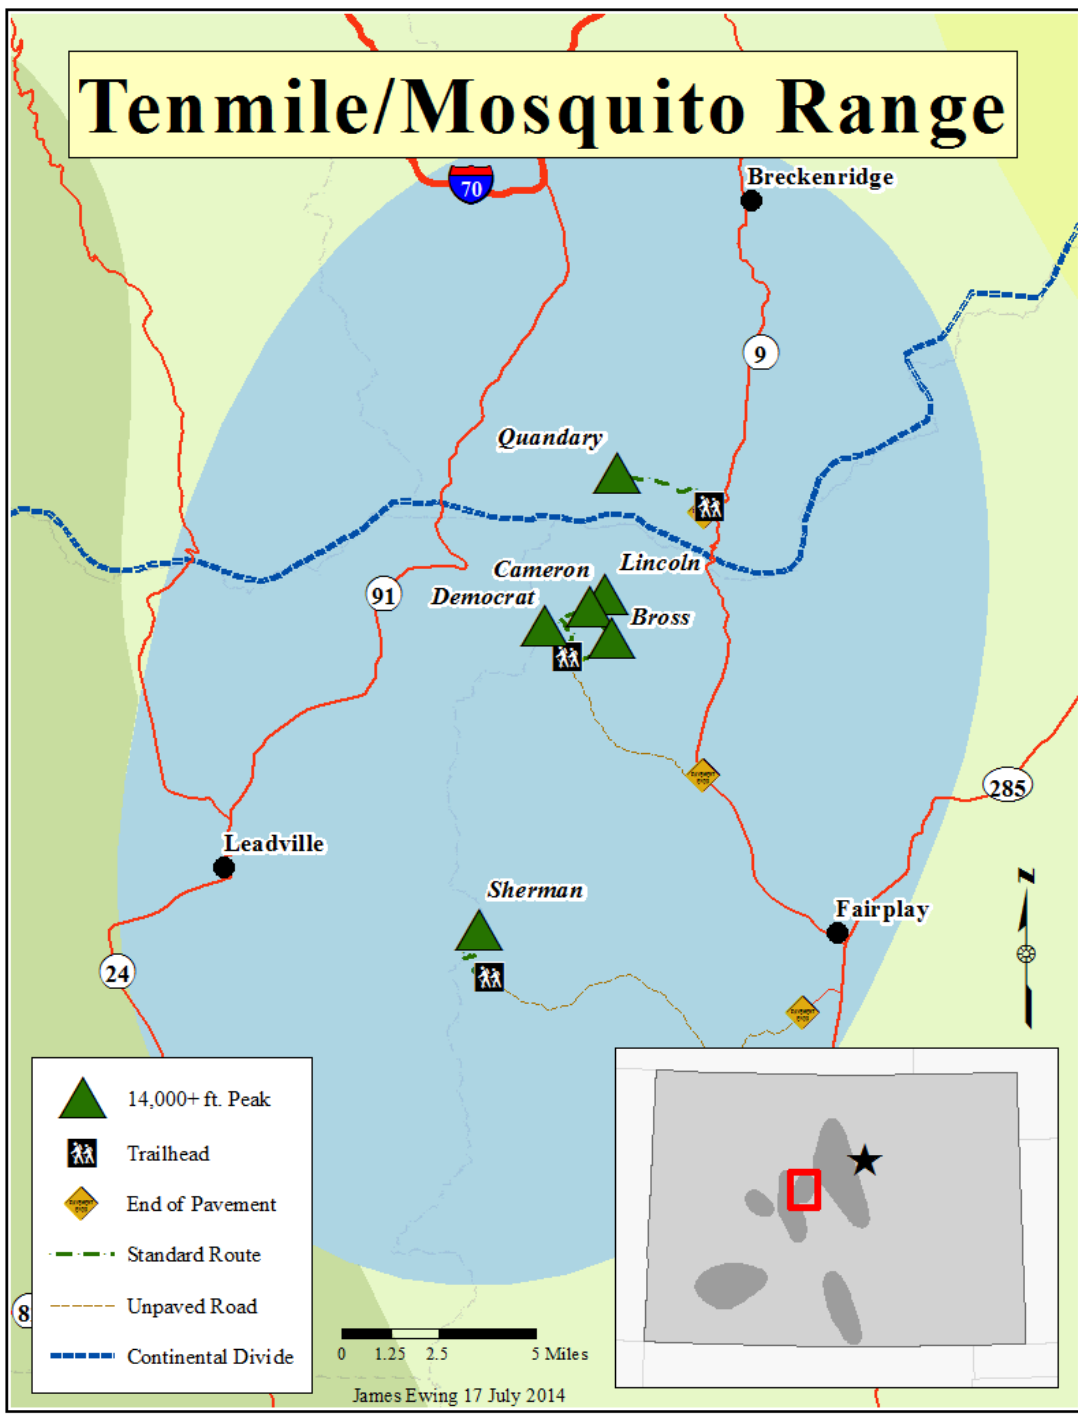 Tenmile/Mosquito Range
70
Breckenridge
9
Quandary
Lincoln
Cameron
Democrat
Bross
91
285
Leadville
Sherman
Fairplay
N
24
14,000+ ft. Peak
Trailhead
End of Pavement
Standard Route
Unpaved Road
Continental Divide
0 1.25 2.5 5 Miles
James Ewing 17 July 2014